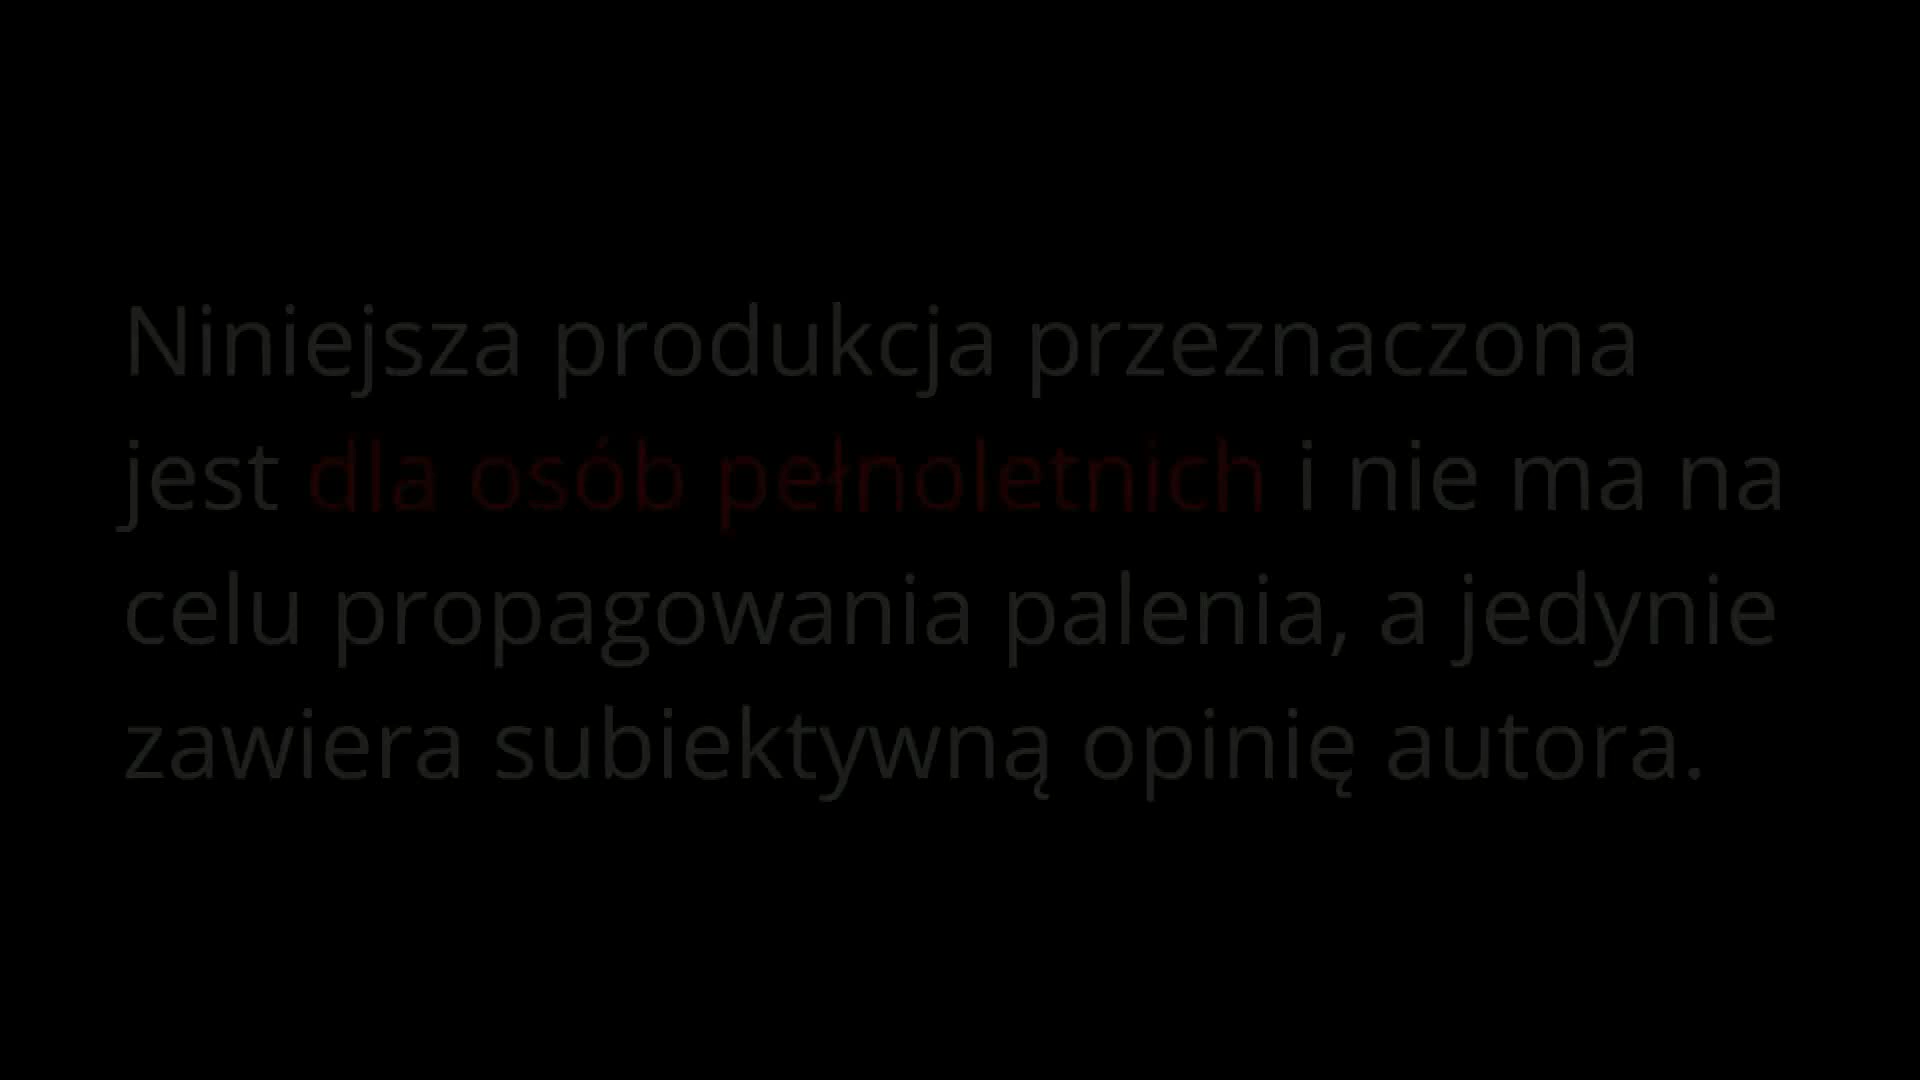 Niniejsza produkcja przeznaczona
jest dla osób pełnoletnich i nie ma na
celu propagowania palenia, a jedynie
zawiera subiektywną opinię autora.